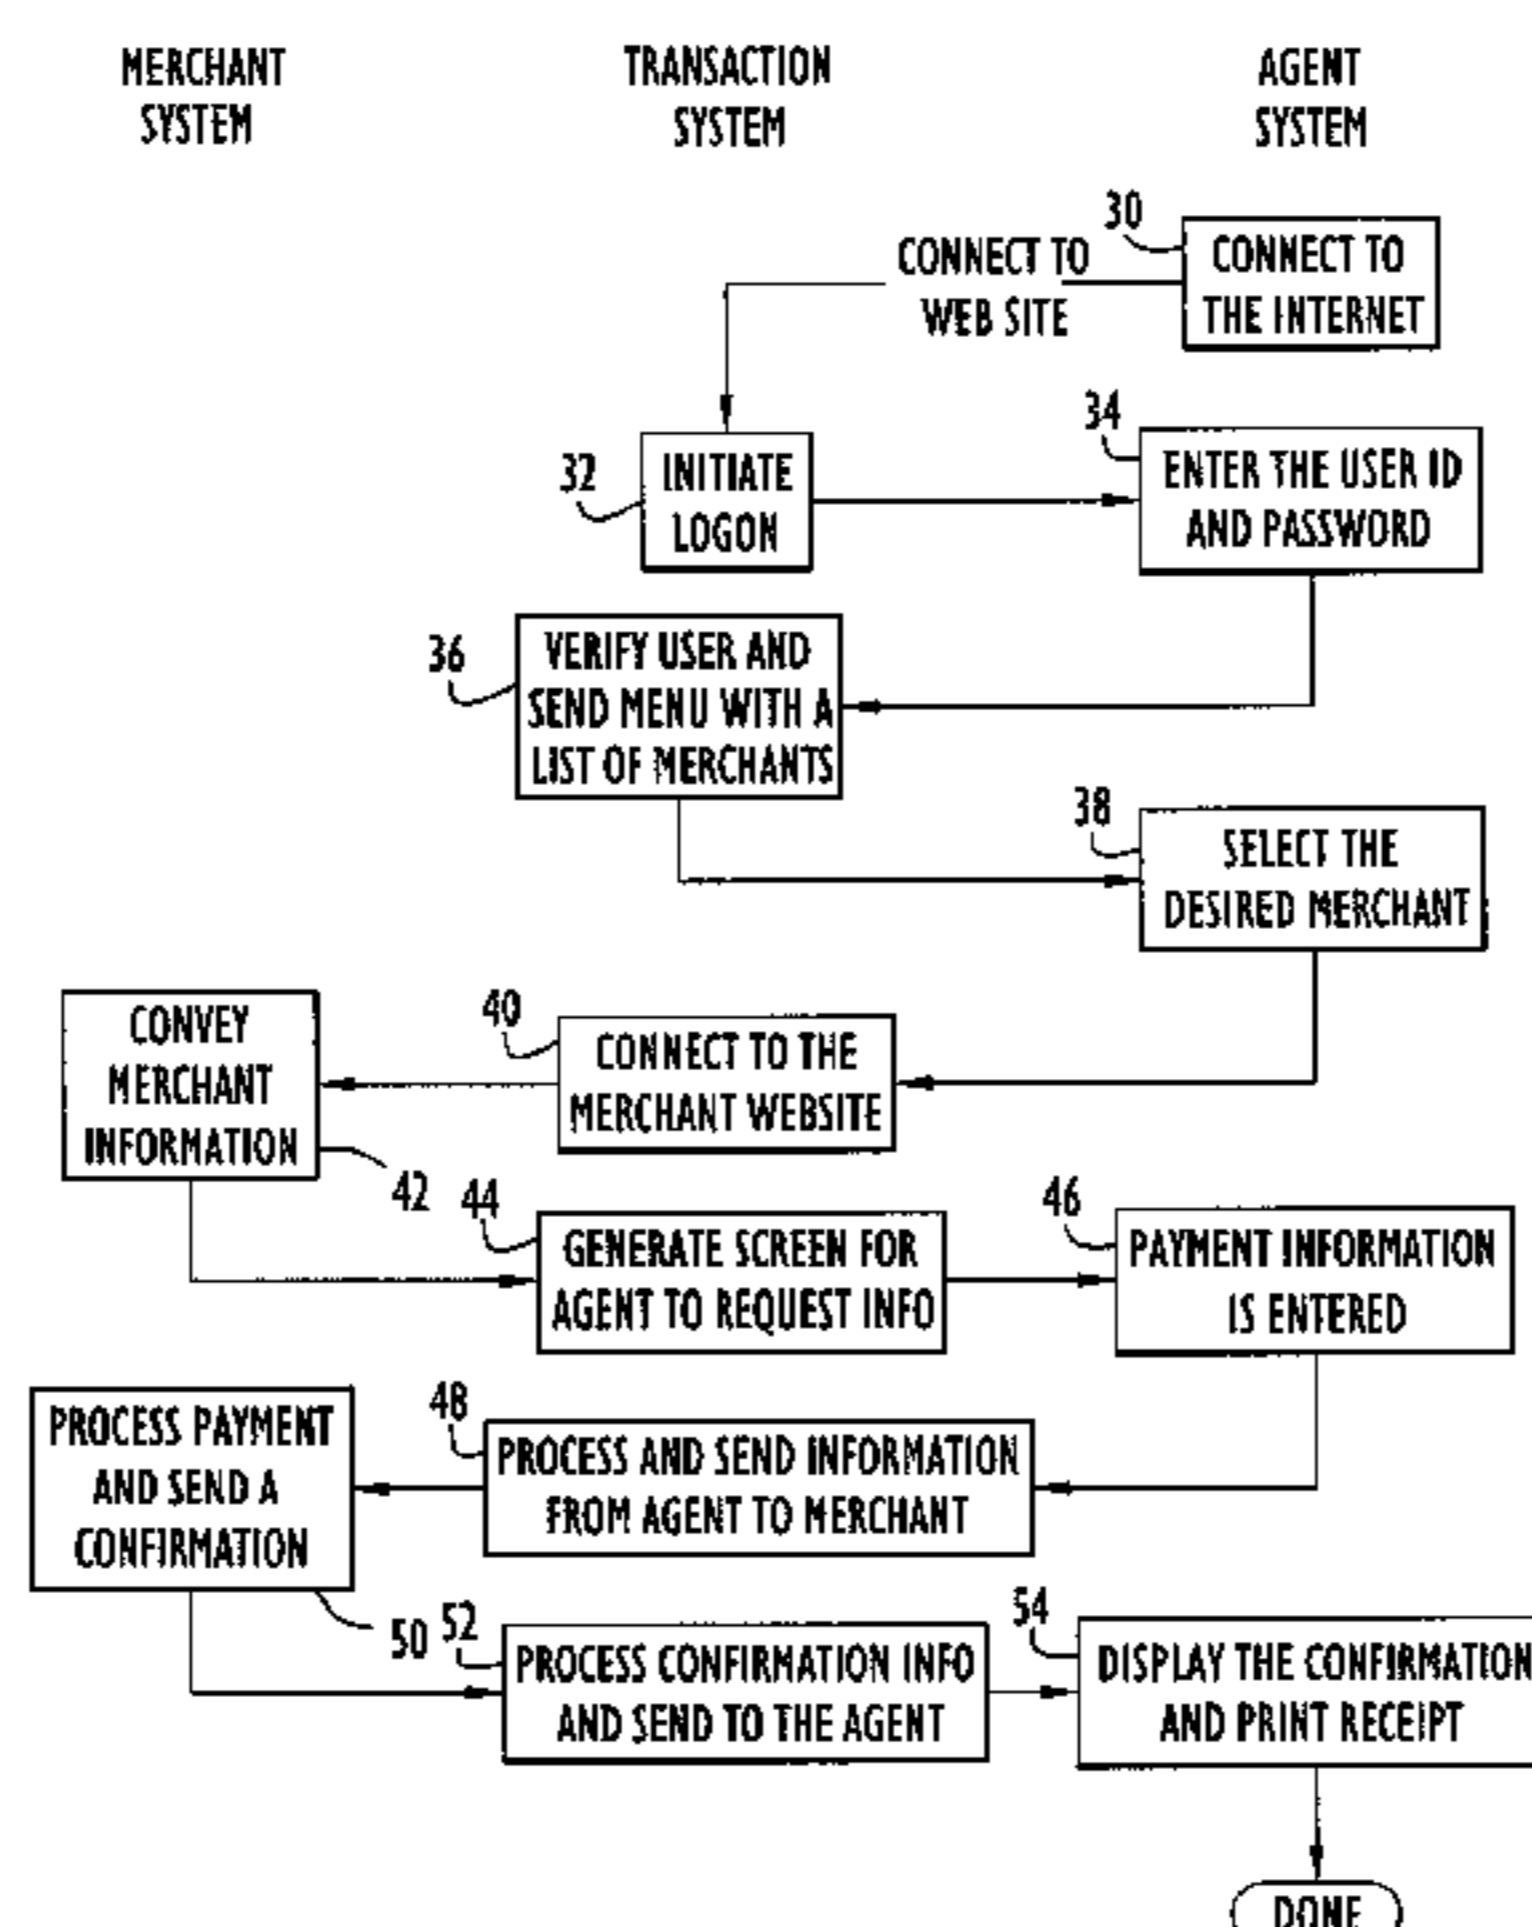 MERCHANT
SYSTEM
TRANSACTION
SYSTEM
AGENT
SYSTEM
30
CONNECT TO
THE INTERNET
CONNECT TO
WEB SITE
32
INITIATE
LOGON
34
ENTER THE USER ID
AND PASSWORD
36
VERIFY USER AND
SEND MENU WITH A
LIST OF MERCHANTS
38
SELECT THE
DESIRED MERCHANT
40
CONNECT TO THE
MERCHANT WEBSITE
CONVEY
MERCHANT
INFORMATION
42
44
GENERATE SCREEN FOR
AGENT TO REQUEST INFO
46
PAYMENT INFORMATION
IS ENTERED
48
PROCESS AND SEND INFORMATION
FROM AGENT TO MERCHANT
PROCESS PAYMENT
AND SEND A
CONFIRMATION
50
52
PROCESS CONFIRMATION INFO
AND SEND TO THE AGENT
54
DISPLAY THE CONFIRMATION
AND PRINT RECEIPT
DONE